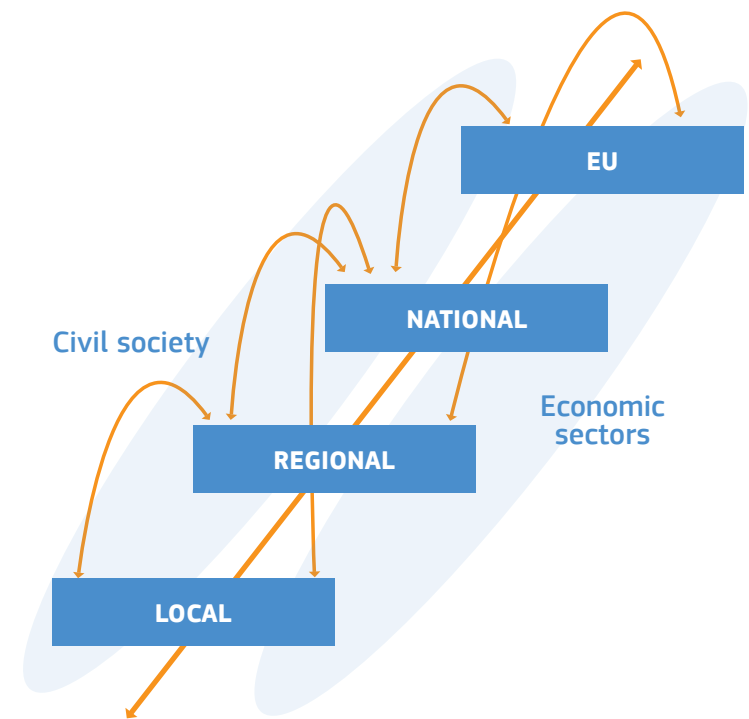 EU
NATIONAL
Civil society
Economic
sectors
REGIONAL
LOCAL